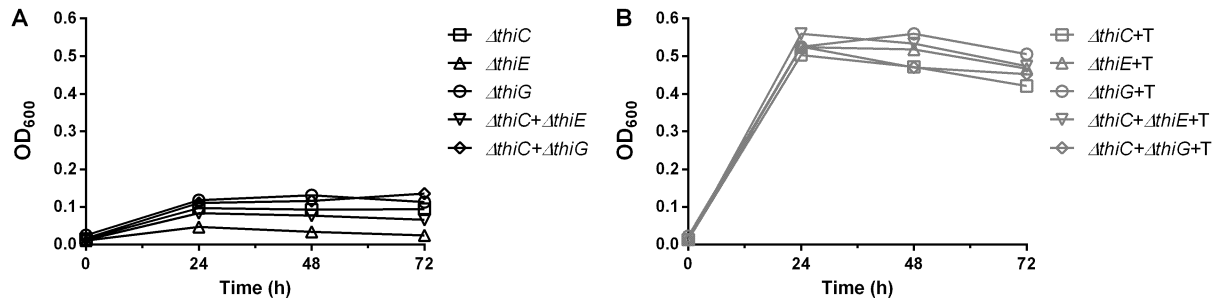 A
0.6
0.5
0.4
0.3
0.2
0.1
0.0
OD600
0 24 48 72
Time (h)
ΔthiC
ΔthiE
ΔthiG
ΔthiC+ΔthiE
ΔthiC+ΔthiG
B
0.6
0.5
0.4
0.3
0.2
0.1
0.0
OD600
0 24 48 72
Time (h)
ΔthiC+T
ΔthiE+T
ΔthiG+T
ΔthiC+ΔthiE+T
ΔthiC+ΔthiG+T